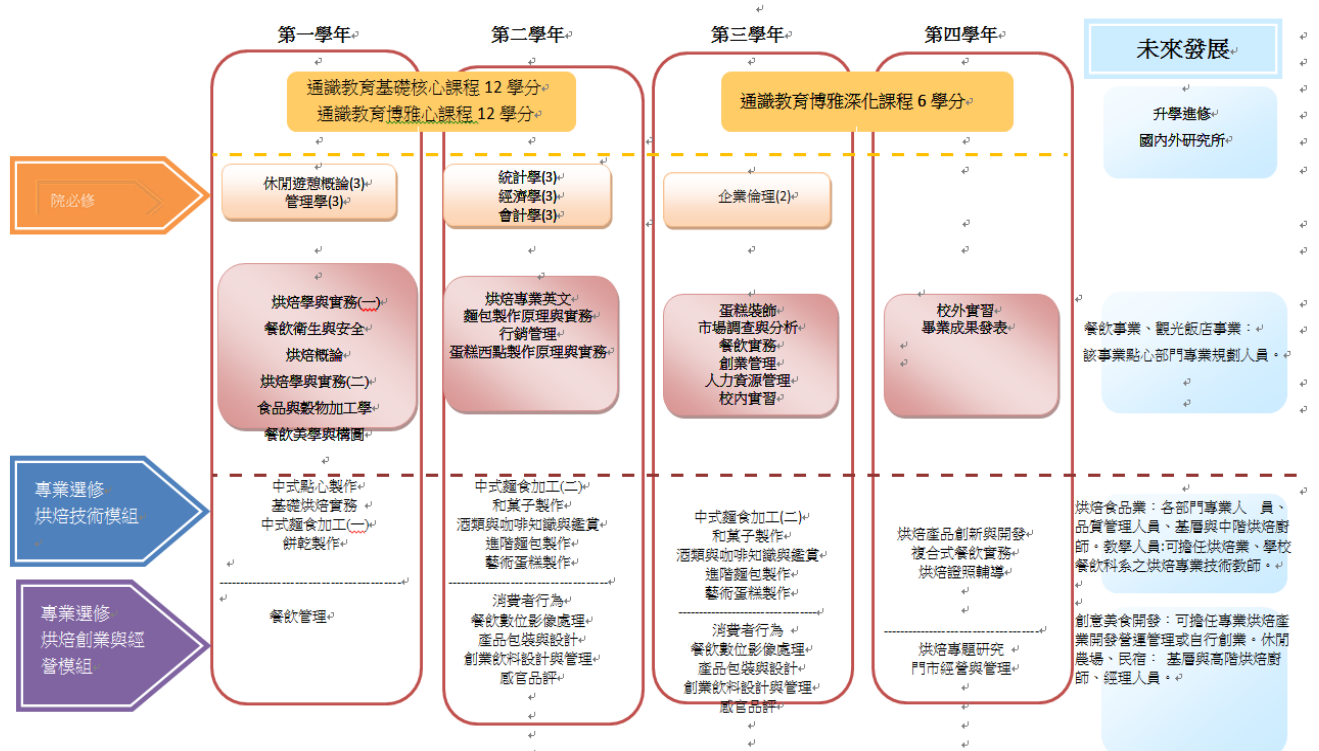 第一學年
第二學年
第三學年
第四學年
未來發展
通識教育基礎核心課程 12 學分
通識教育博雅心課程 12 學分
通識教育博雅深化課程 6 學分
升學進修
國內外研究所
院必修
休閒遊憩概論(3)
管理學(3)
統計學(3)
經濟學(3)
會計學(3)
企業倫理(2)
烘焙學與實務(一)
餐飲衛生與安全
烘焙概論
烘焙學與實務(二)
食品與穀物加工學
餐飲美學與構圖
烘焙專業英文
麵包製作原理與實務
行銷管理
蛋糕西點製作原理與實務
蛋糕裝飾
市場調查與分析
餐飲實務
創業管理
人力資源管理
校內實習
校外實習
畢業成果發表
餐飲事業、觀光飯店事業：
該事業點心部門專業規劃人員。
專業選修
烘焙技術模組
中式點心製作
基礎烘焙實務
中式麵食加工(一)
餅乾製作
中式麵食加工(二)
和菓子製作
酒類與咖啡知識與鑑賞
進階麵包製作
藝術蛋糕製作
中式麵食加工(二)
和菓子製作
酒類與咖啡知識與鑑賞
進階麵包製作
藝術蛋糕製作
烘焙產品創新與開發
複合式餐飲實務
烘焙證照輔導
烘焙食品業：各部門專業人 員、
品質管理人員、基層與中階烘焙廚
師。教學人員:可擔任烘焙業、學校
餐飲科系之烘焙專業技術教師。
專業選修
烘焙創業與經
營模組
餐飲管理
消費者行為
餐飲數位影像處理
產品包裝與設計
創業飲料設計與管理
感官品評
消費者行為
餐飲數位影像處理
產品包裝與設計
創業飲料設計與管理
感官品評
烘焙專題研究
門市經營與管理
創意美食開發：可擔任專業烘焙產
業開發營運管理或自行創業。休閒
農場、民宿： 基層與高階烘焙廚
師、經理人員。